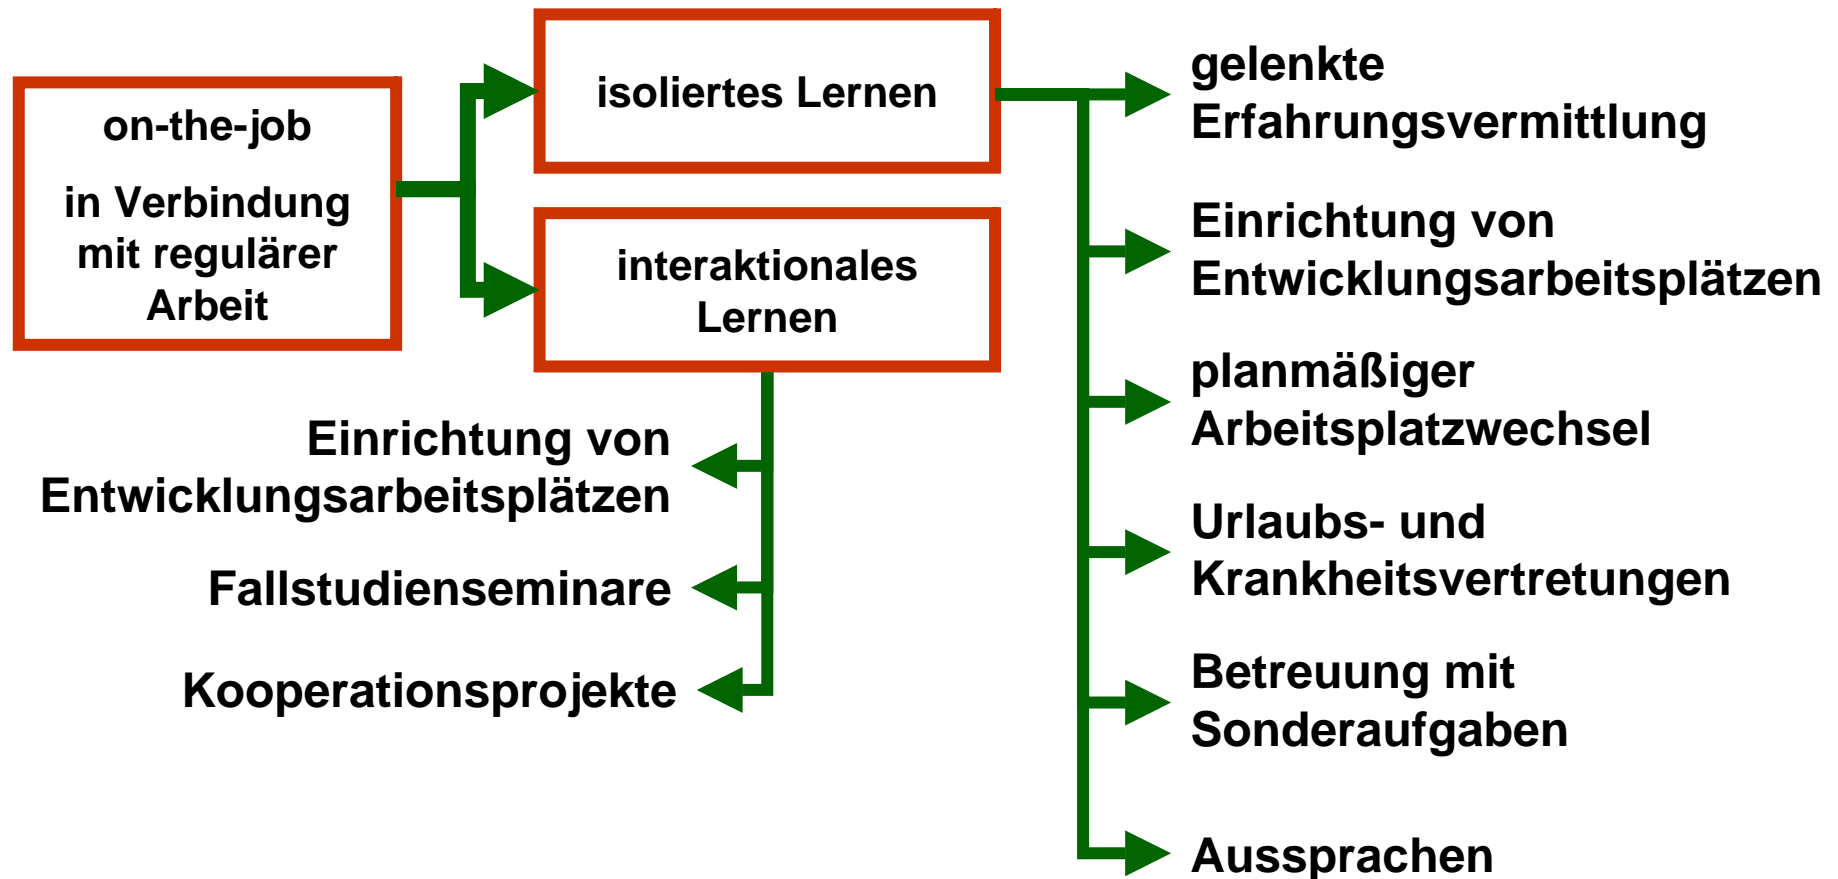 on-the-job
in Verbindung
mit regulärer
Arbeit
isoliertes Lernen
interaktionales
Lernen
Einrichtung von
Entwicklungsarbeitsplätzen
Fallstudienseminare
Kooperationsprojekte
gelenkte
Erfahrungsvermittlung
Einrichtung von
Entwicklungsarbeitsplätzen
planmäßiger
Arbeitsplatzwechsel
Urlaubs- und
Krankheitsvertretungen
Betreuung mit
Sonderaufgaben
Aussprachen